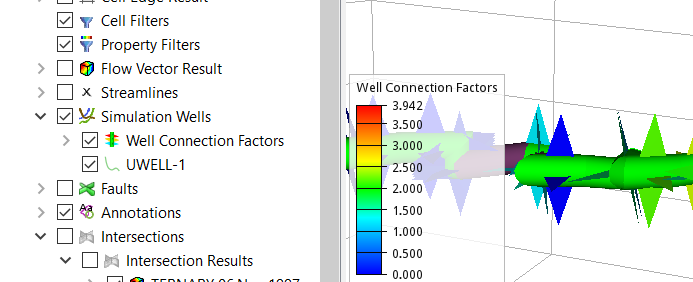 Cell Edge Result
Cell Filters
Property Filters
Flow Vector Result
Streamlines
Simulation Wells
Well Connection Factors
UWELL-1
Faults
Annotations
Intersections
Intersection Results
Well Connection Factors
3.942
3.500
3.000
2.500
2.000
1.500
1.000
0.500
0.000